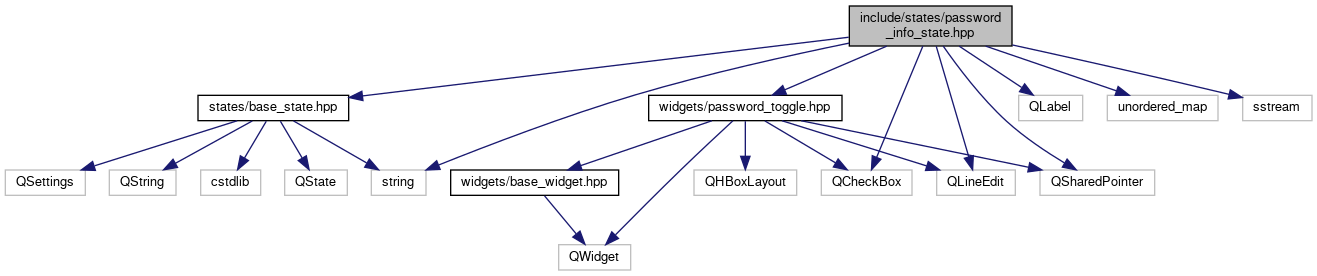 include/states/password
_info_state.hpp
states/base_state.hpp
widgets/password_toggle.hpp
QLabel
unordered_map
sstream
QSettings
QString
cstdlib
QState
string
widgets/base_widget.hpp
QHBoxLayout
QCheckBox
QLineEdit
QSharedPointer
QWidget